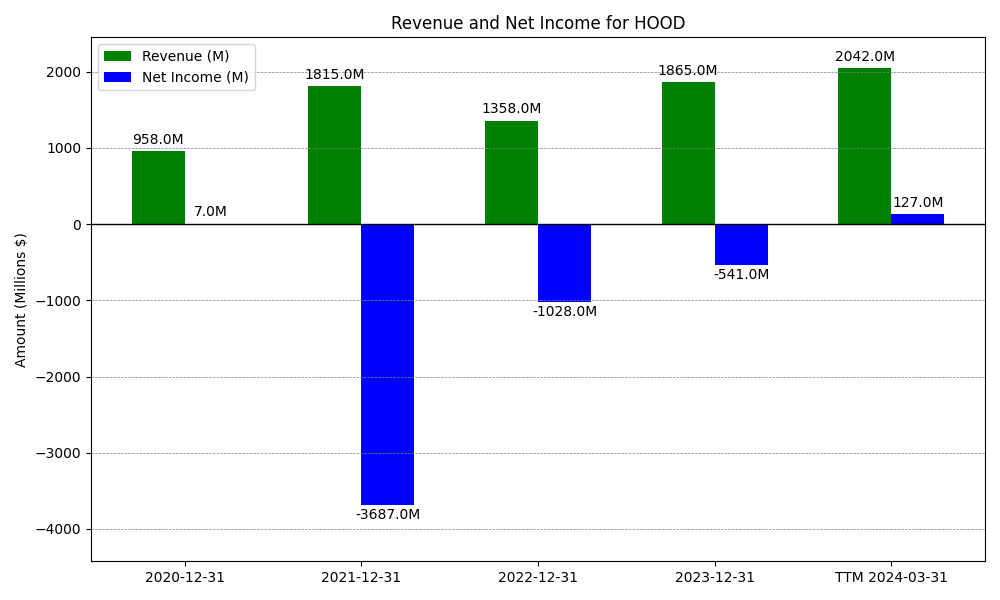 Revenue and Net Income for HOOD
Revenue (M)
Net Income (M)
Amount (Millions $)
2000
1000
0
−1000
−2000
−3000
−4000
958.0M
7.0M
1815.0M
-3687.0M
1358.0M
-1028.0M
1865.0M
-541.0M
2042.0M
127.0M
2020-12-31
2021-12-31
2022-12-31
2023-12-31
TTM 2024-03-31